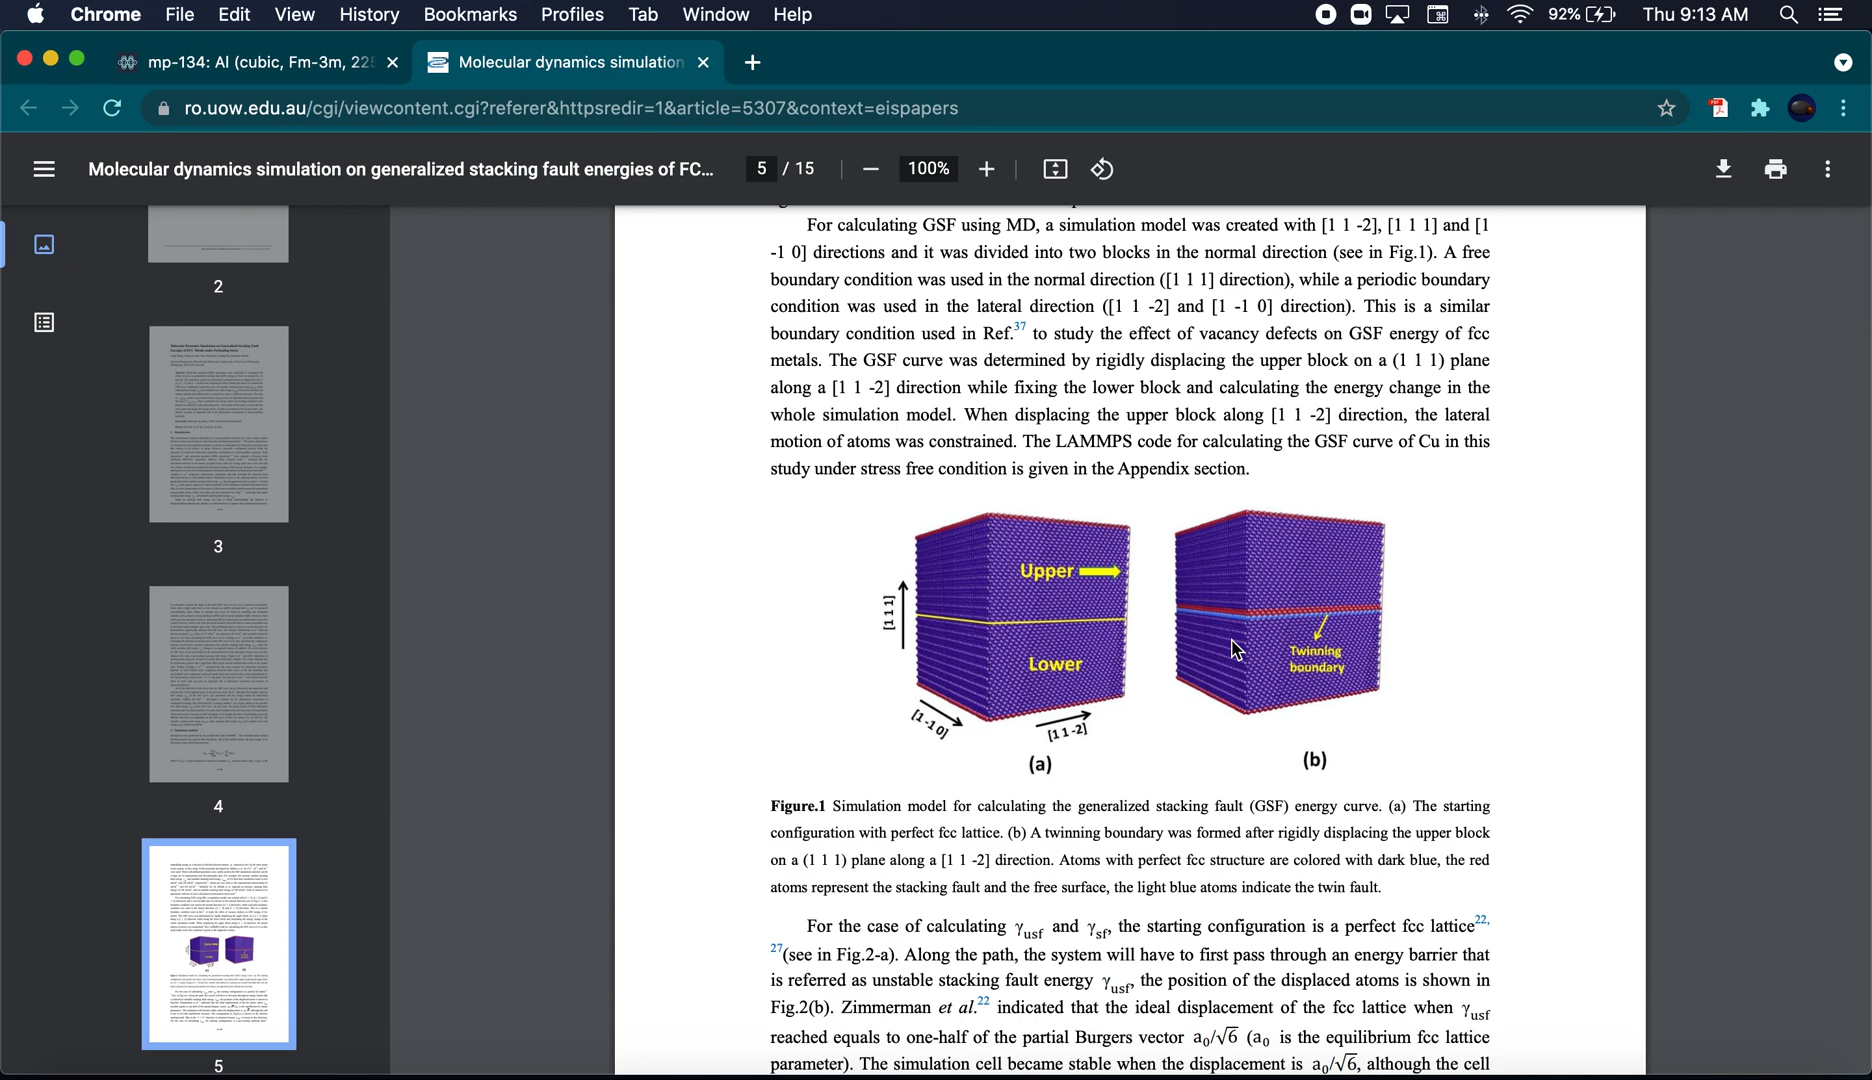 Chrome File Edit View History Bookmarks Profiles Tab Window Help 92% Thu 9:13 AM
mp-134: Al (cubic, Fm-3m, 225
Molecular dynamics simulation
ro.uow.edu.au/cgi/viewcontent.cgi?referer&httpsredir=1&article=5307&context=eispapers
Molecular dynamics simulation on generalized stacking fault energies of FC... 5 / 15 100%
2
3
4
5
For calculating GSF using MD, a simulation model was created with [1 1 -2], [1 1 1] and [1
-1 0] directions and it was divided into two blocks in the normal direction (see in Fig.1). A free
boundary condition was used in the normal direction ([1 1 1] direction), while a periodic boundary
condition was used in the lateral direction ([1 1 -2] and [1 -1 0] direction). This is a similar
boundary condition used in Ref.37 to study the effect of vacancy defects on GSF energy of fcc
metals. The GSF curve was determined by rigidly displacing the upper block on a (1 1 1) plane
along a [1 1 -2] direction while fixing the lower block and calculating the energy change in the
whole simulation model. When displacing the upper block along [1 1 -2] direction, the lateral
motion of atoms was constrained. The LAMMPS code for calculating the GSF curve of Cu in this
study under stress free condition is given in the Appendix section.
Upper
[1 1 1]
Lower
[1 -1 0]
[1 1 -2]
(a)
Twinning
boundary
(b)
Figure.1 Simulation model for calculating the generalized stacking fault (GSF) energy curve. (a) The starting
configuration with perfect fcc lattice. (b) A twinning boundary was formed after rigidly displacing the upper block
on a (1 1 1) plane along a [1 1 -2] direction. Atoms with perfect fcc structure are colored with dark blue, the red
atoms represent the stacking fault and the free surface, the light blue atoms indicate the twin fault.
For the case of calculating γusf and γsf, the starting configuration is a perfect fcc lattice22,
27(see in Fig.2-a). Along the path, the system will have to first pass through an energy barrier that
is referred as unstable stacking fault energy γusf, the position of the displaced atoms is shown in
Fig.2(b). Zimmerman et al.22 indicated that the ideal displacement of the fcc lattice when γusf
reached equals to one-half of the partial Burgers vector a0/√6 (a0 is the equilibrium fcc lattice
parameter). The simulation cell became stable when the displacement is a0/√6, although the cell